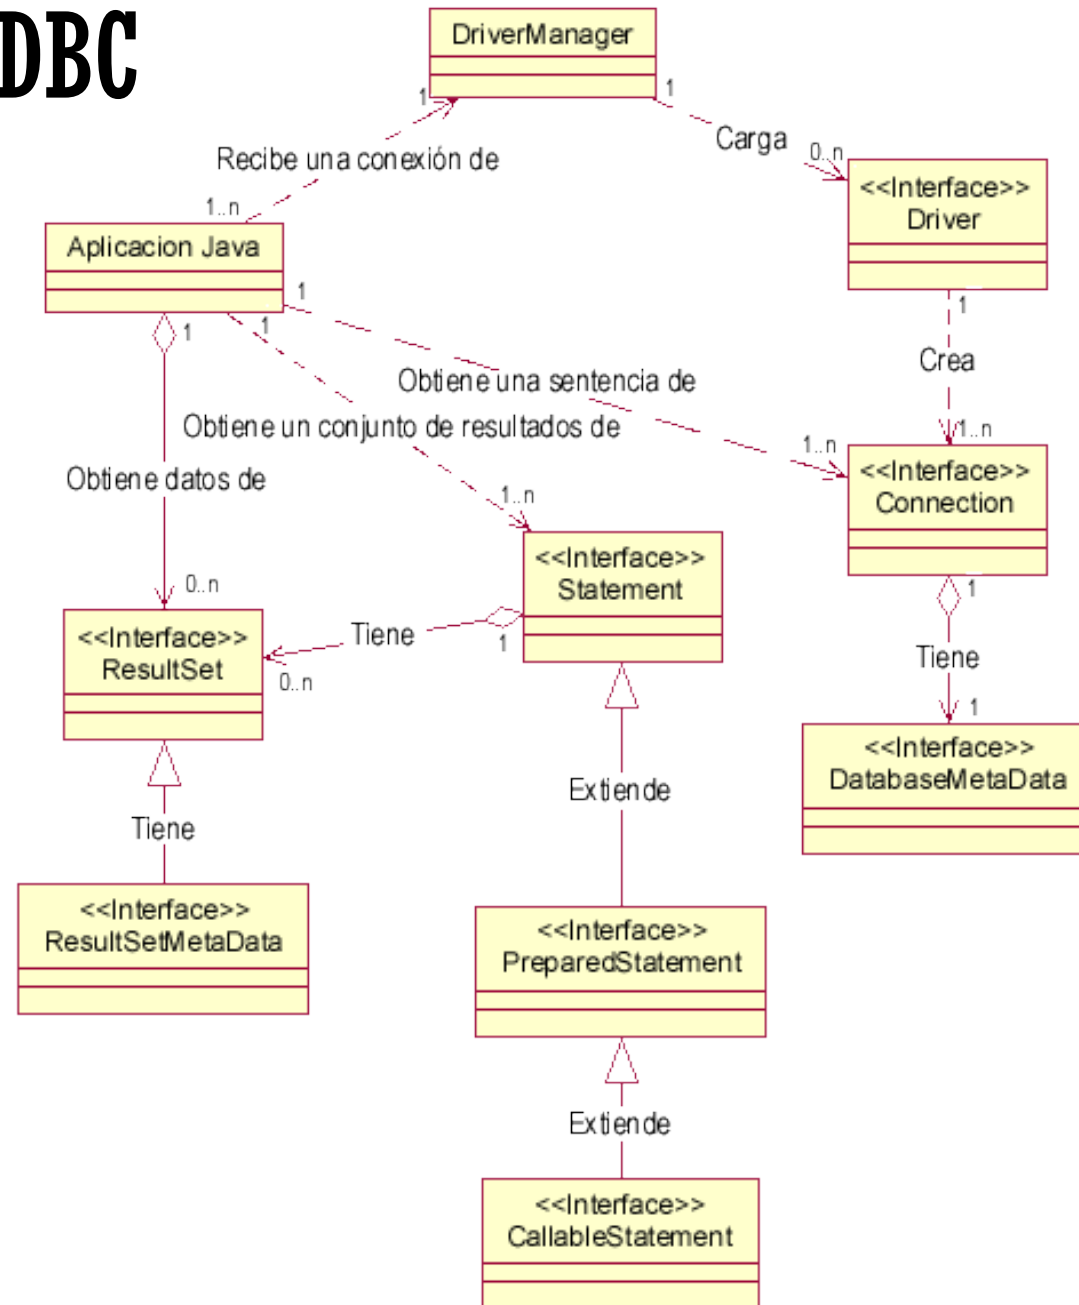 DBC
DriverManager
1
1
Carga
0..n
Recibe una conexión de
1..n
<<Interface>>
Driver
Aplicacion Java
1
1
1
1
Crea
Obtiene una sentencia de
Obtiene un conjunto de resultados de
1..n
1..n
<<Interface>>
Connection
Obtiene datos de
1..n
<<Interface>>
Statement
0..n
1
<<Interface>>
ResultSet
Tiene
1
0..n
Tiene
1
<<Interface>>
DatabaseMetaData
Extiende
Tiene
<<Interface>>
ResultSetMetaData
<<Interface>>
PreparedStatement
Extiende
<<Interface>>
CallableStatement